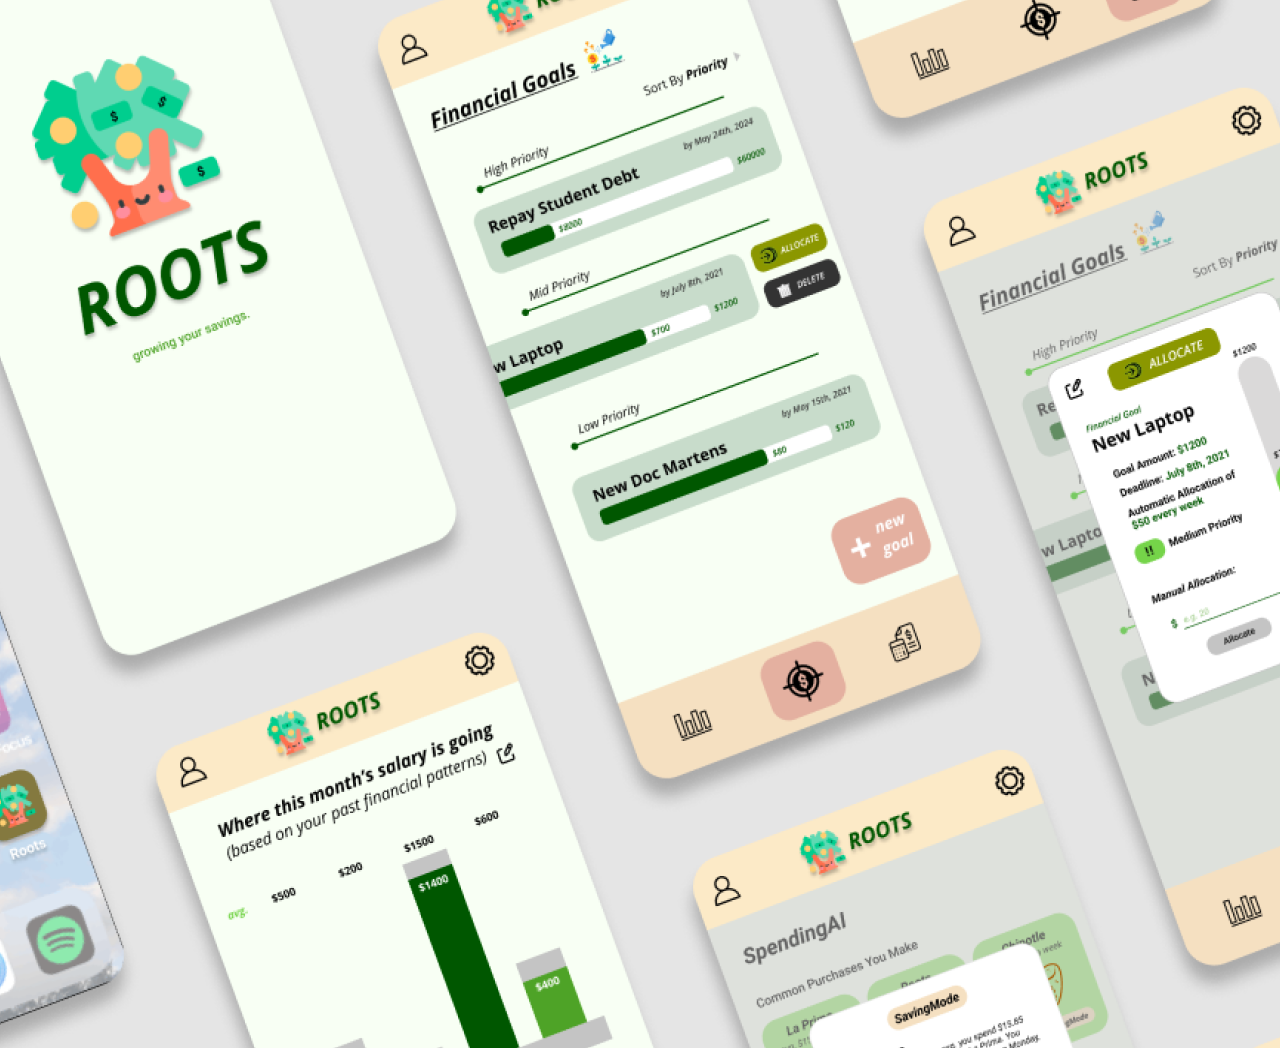 ROOTS
growing your savings.
ROOTS
Financial Goals
Sort By Priority
High Priority
by May 24th, 2024
Repay Student Debt
$8000
$60000
Mid Priority
by July 8th, 2021
w Laptop
$700
$1200
ALLOCATE
DELETE
Low Priority
by May 15th, 2021
New Doc Martens
$80
$120
+ new
goal
ROOTS
Financial Goals
Sort By Priority
High Priority
Re
ALLOCATE
$1200
Financial Goal
New Laptop
Goal Amount: $1200
Deadline: July 8th, 2021
Automatic Allocation of
$50 every week
!! Medium Priority
Manual Allocation:
$ e.g. 20
Allocate
w Lapto
N
ROOTS
Where this month's salary is going
(based on your past financial patterns)
avg.
$500
$200
$1500
$600
$1400
$400
Roots
ROOTS
SpendingAI
Common Purchases You Make
La Prima
Chipotle
week
SavingMode
you spend $15.65
Prima. You
Monday.